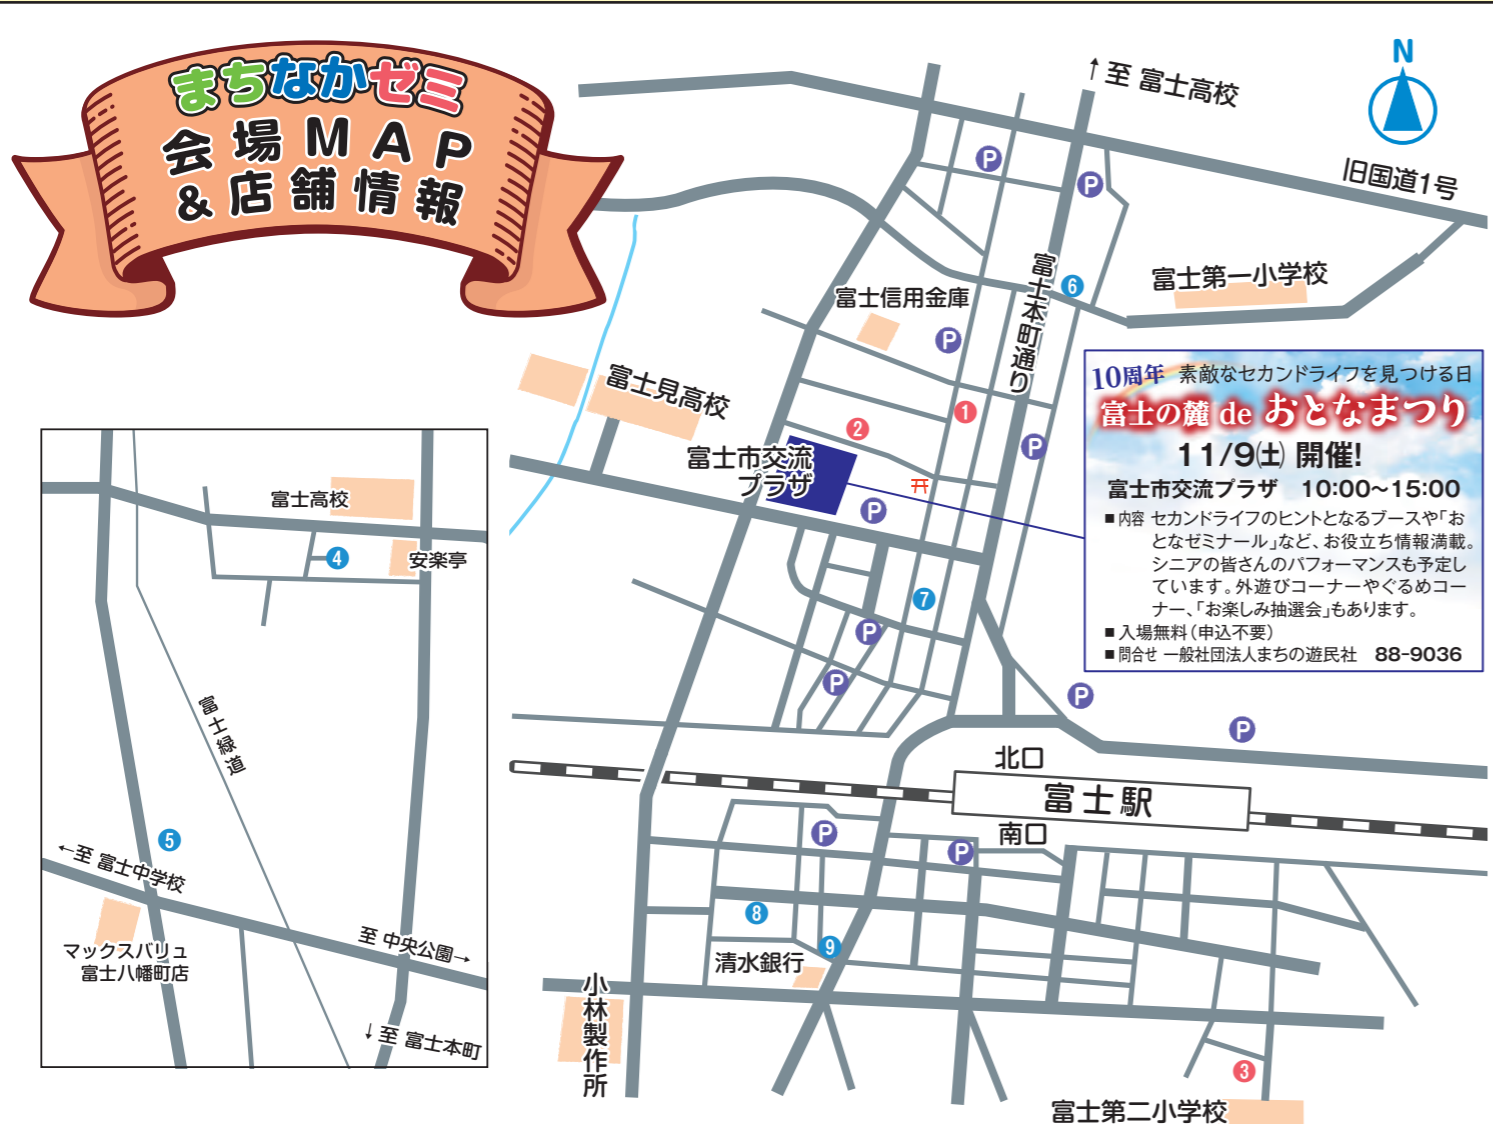 まちなかゼミ
会場MAP
&店舗情報
N
↑至 富士高校
旧国道1号
P
P
富士本町通り
6
富士第一小学校
富士信用金庫
P
富士見高校
1
2
P
富士市交流
プラザ
P
10周年 素敵なセカンドライフを見つける日
富士の麓 de おとなまつり
11/9(土) 開催!
富士市交流プラザ 10:00〜15:00
■内容 セカンドライフのヒントとなるブースや「お
となゼミナール」など、お役立ち情報満載。
シニアの皆さんのパフォーマンスも予定し
ています。外遊びコーナーやぐるめコー
ナー、「お楽しみ抽選会」もあります。
■入場無料(申込不要)
■問合せ 一般社団法人まちの遊民社 88-9036
7
P
P
P
P
北口
富士駅
南口
P
P
8
9
清水銀行
小林製作所
3
富士第二小学校
富士高校
4
安楽亭
富士緑道
5
←至 富士中学校
マックスバリュ
富士八幡町店
至 中央公園→
↓至 富士本町